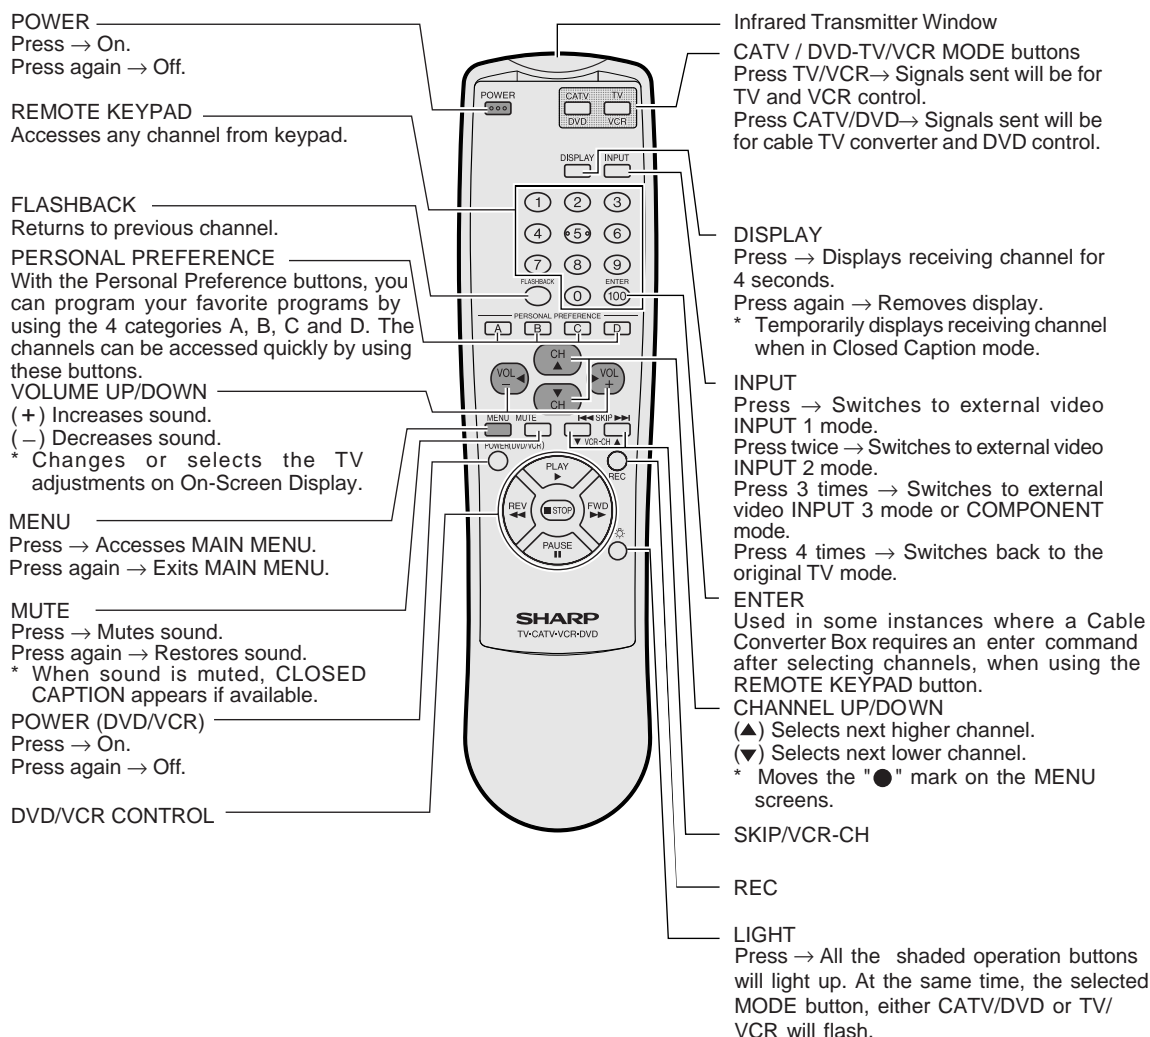 POWER
Press → On.
Press again → Off.
REMOTE KEYPAD
Accesses any channel from keypad.
FLASHBACK
Returns to previous channel.
PERSONAL PREFERENCE
With the Personal Preference buttons, you
can program your favorite programs by
using the 4 categories A, B, C and D. The
channels can be accessed quickly by using
these buttons.
VOLUME UP/DOWN
(+) Increases sound.
(–) Decreases sound.
* Changes or selects the TV
adjustments on On-Screen Display.
MENU
Press → Accesses MAIN MENU.
Press again → Exits MAIN MENU.
MUTE
Press → Mutes sound.
Press again → Restores sound.
* When sound is muted, CLOSED
CAPTION appears if available.
POWER (DVD/VCR)
Press → On.
Press again → Off.
DVD/VCR CONTROL
POWER
CATV TV
DVD VCR
DISPLAY INPUT
1 2 3
4 5 6
7 8 9
FLASHBACK ENTER
0 100
PERSONAL PREFERENCE
A B C D
CH ▲
VOL ◀ – ▶ VOL +
▼ CH
MENU MUTE ⏮ SKIP ⏭
POWER(DVD/VCR) ▼ VCR-CH ▲
PLAY ▶
REC
REV ◀◀ ■STOP FWD ▶▶
PAUSE ⏸
SHARP
TV•CATV•VCR•DVD
Infrared Transmitter Window
CATV / DVD-TV/VCR MODE buttons
Press TV/VCR→ Signals sent will be for
TV and VCR control.
Press CATV/DVD→ Signals sent will be
for cable TV converter and DVD control.
DISPLAY
Press → Displays receiving channel for
4 seconds.
Press again → Removes display.
* Temporarily displays receiving channel
when in Closed Caption mode.
INPUT
Press → Switches to external video
INPUT 1 mode.
Press twice → Switches to external video
INPUT 2 mode.
Press 3 times → Switches to external
video INPUT 3 mode or COMPONENT
mode.
Press 4 times → Switches back to the
original TV mode.
ENTER
Used in some instances where a Cable
Converter Box requires an enter command
after selecting channels, when using the
REMOTE KEYPAD button.
CHANNEL UP/DOWN
(▲) Selects next higher channel.
(▼) Selects next lower channel.
* Moves the "●" mark on the MENU
screens.
SKIP/VCR-CH
REC
LIGHT
Press → All the shaded operation buttons
will light up. At the same time, the selected
MODE button, either CATV/DVD or TV/
VCR will flash.